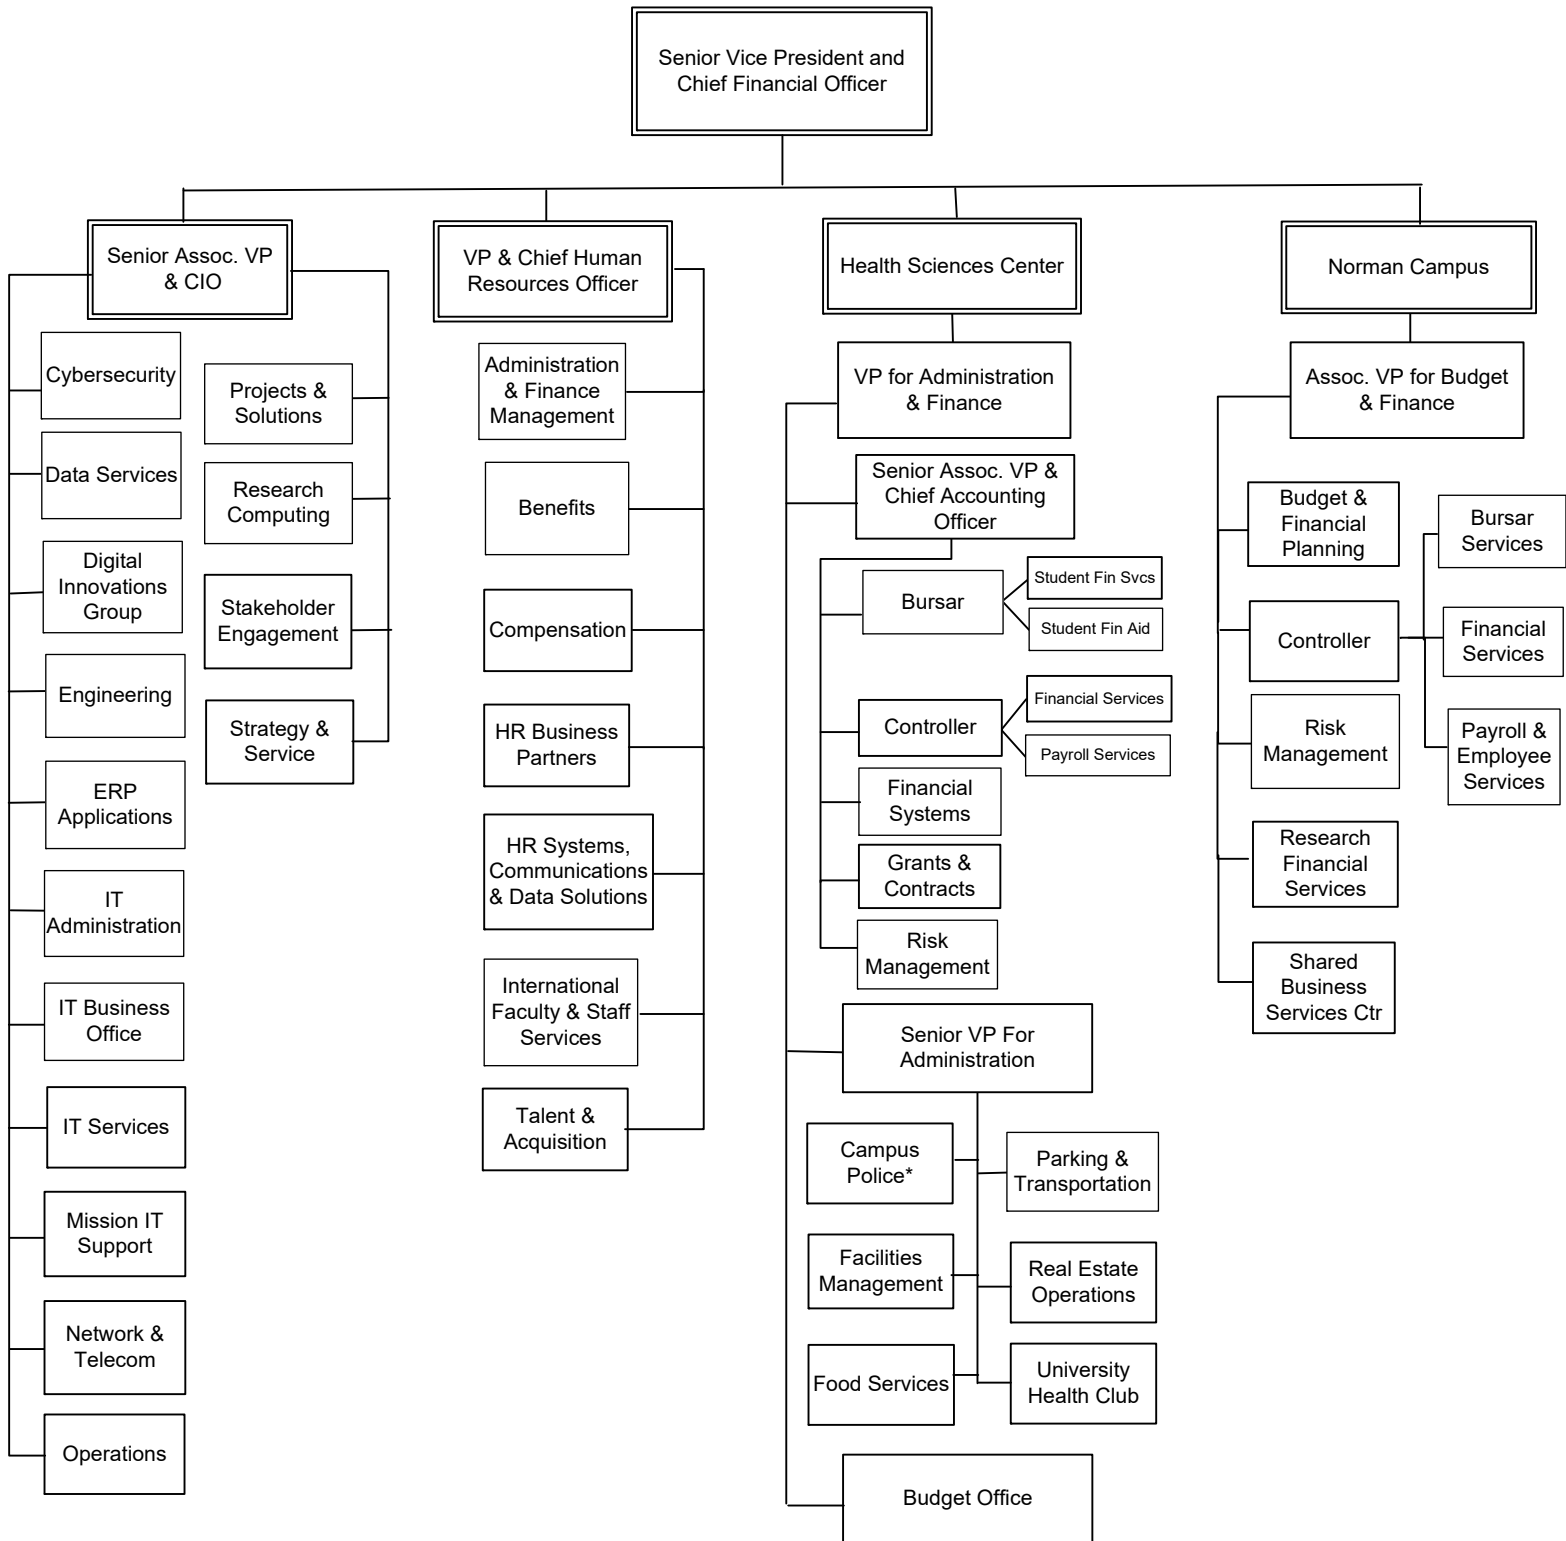 Senior Vice President and
Chief Financial Officer
Senior Assoc. VP
& CIO
Cybersecurity
Data Services
Digital
Innovations
Group
Engineering
ERP
Applications
IT
Administration
IT Business
Office
IT Services
Mission IT
Support
Network &
Telecom
Operations
Projects &
Solutions
Research
Computing
Stakeholder
Engagement
Strategy &
Service
VP & Chief Human
Resources Officer
Administration
& Finance
Management
Benefits
Compensation
HR Business
Partners
HR Systems,
Communications
& Data Solutions
International
Faculty & Staff
Services
Talent &
Acquisition
Health Sciences Center
VP for Administration
& Finance
Senior Assoc. VP &
Chief Accounting
Officer
Bursar
Student Fin Svcs
Student Fin Aid
Controller
Financial Services
Payroll Services
Financial
Systems
Grants &
Contracts
Risk
Management
Senior VP For
Administration
Campus
Police*
Parking &
Transportation
Facilities
Management
Real Estate
Operations
Food Services
University
Health Club
Budget Office
Norman Campus
Assoc. VP for Budget
& Finance
Budget &
Financial
Planning
Controller
Bursar
Services
Financial
Services
Payroll &
Employee
Services
Risk
Management
Research
Financial
Services
Shared
Business
Services Ctr